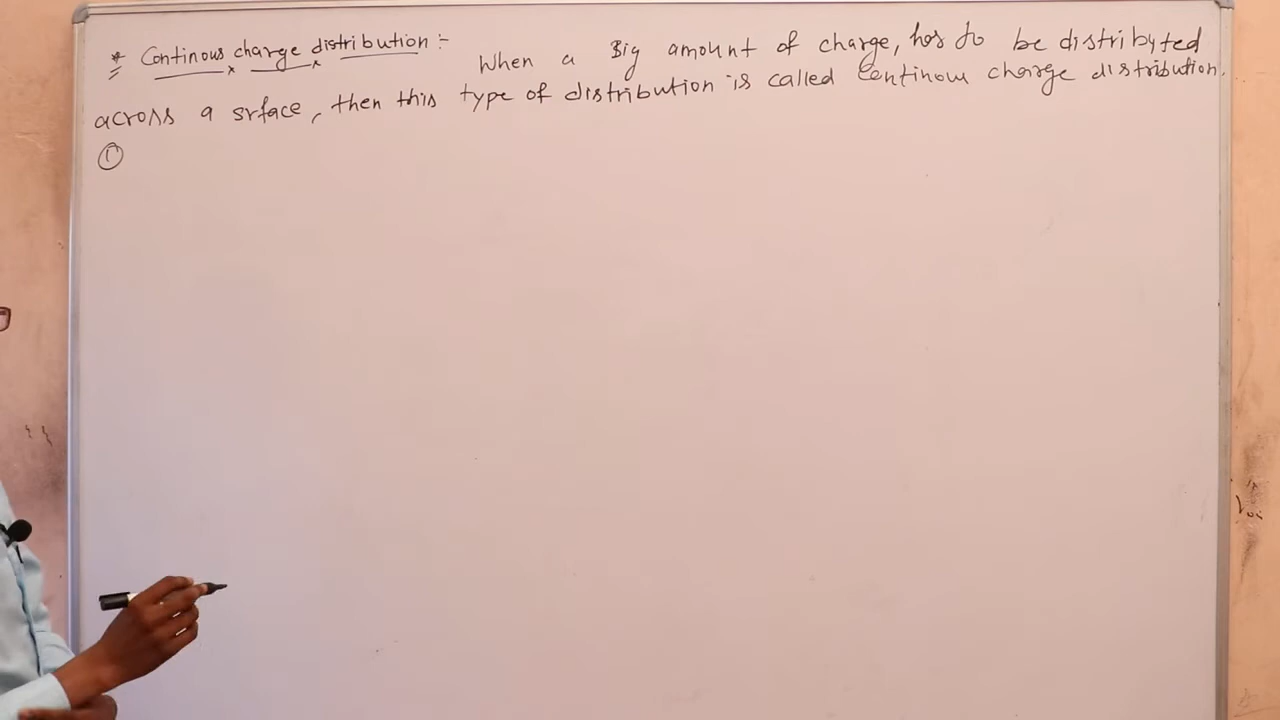 * Continous charge distribution :- When a Big amount of charge, has to be distributed
across a srface, then this type of distribution is called Continous charge distribution.
①